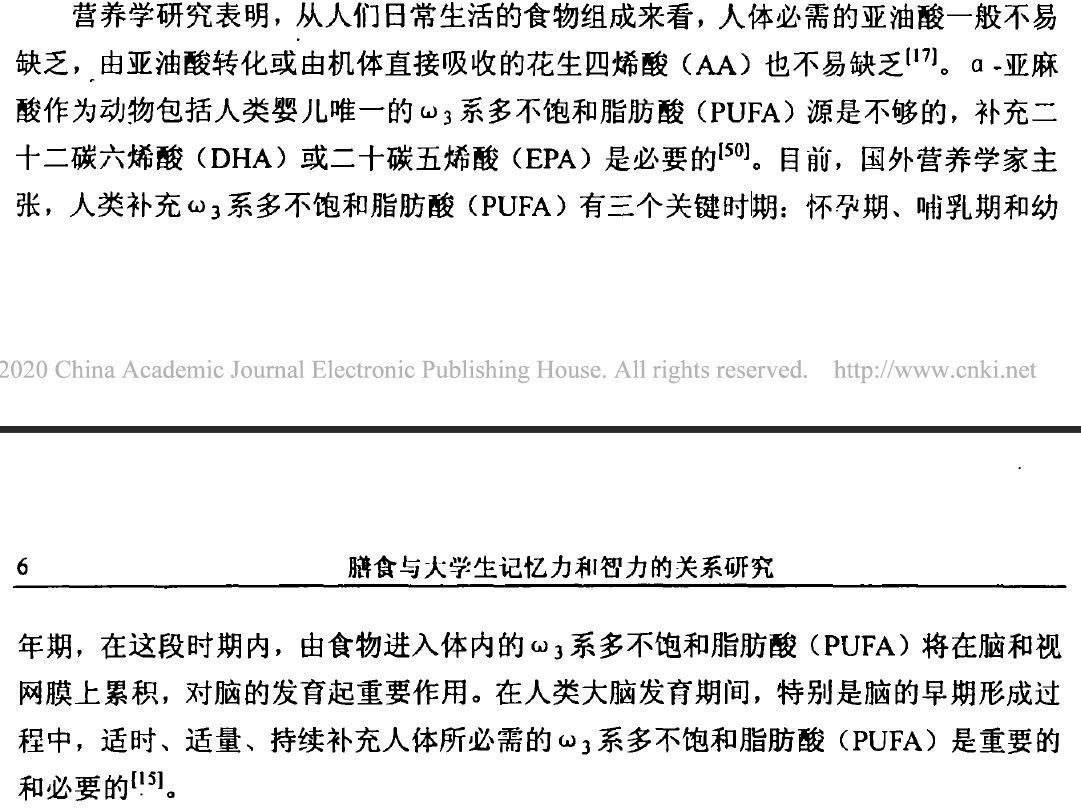 营养学研究表明，从人们日常生活的食物组成来看，人体必需的亚油酸一般不易
缺乏，由亚油酸转化或由机体直接吸收的花生四烯酸（AA）也不易缺乏[17]。α-亚麻
酸作为动物包括人类婴儿唯一的ω3系多不饱和脂肪酸（PUFA）源是不够的，补充二
十二碳六烯酸（DHA）或二十碳五烯酸（EPA）是必要的[50]。目前，国外营养学家主
张，人类补充ω3系多不饱和脂肪酸（PUFA）有三个关键时期：怀孕期、哺乳期和幼
2020 China Academic Journal Electronic Publishing House. All rights reserved. http://www.cnki.net
6 膳食与大学生记忆力和智力的关系研究
年期，在这段时期内，由食物进入体内的ω3系多不饱和脂肪酸（PUFA）将在脑和视
网膜上累积，对脑的发育起重要作用。在人类大脑发育期间，特别是脑的早期形成过
程中，适时、适量、持续补充人体所必需的ω3系多不饱和脂肪酸（PUFA）是重要的
和必要的[15]。